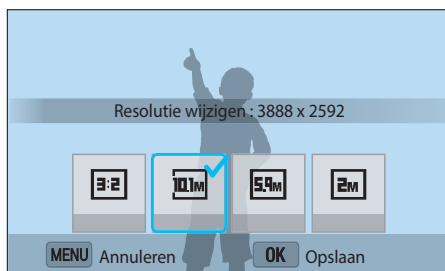 Resolutie wijzigen : 3888 x 2592
3:2 10.1M 5.9M 2M
MENU Annuleren OK Opslaan